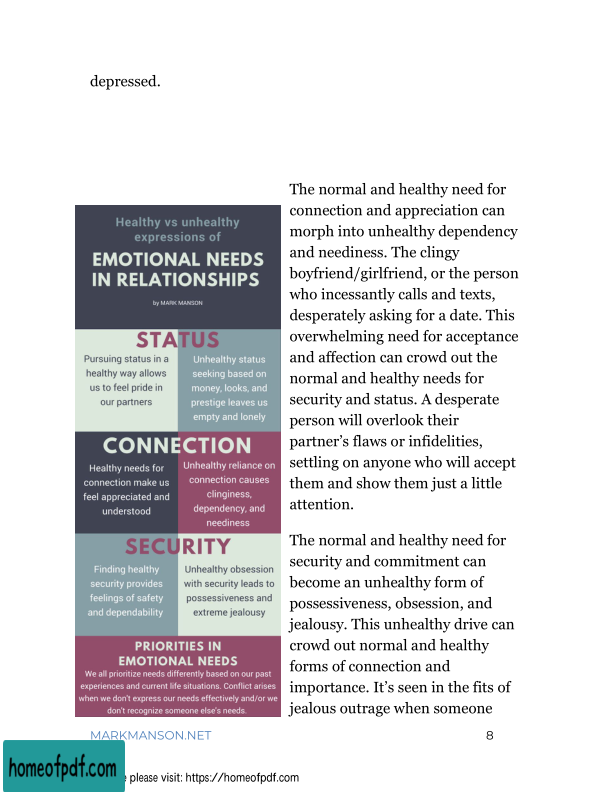 depressed.
Healthy vs unhealthy
expressions of
EMOTIONAL NEEDS
IN RELATIONSHIPS
by MARK MANSON
STATUS
Pursuing status in a
healthy way allows
us to feel pride in
our partners
Unhealthy status
seeking based on
money, looks, and
prestige leaves us
empty and lonely
CONNECTION
Healthy needs for
connection make us
feel appreciated and
understood
Unhealthy reliance on
connection causes
clinginess,
dependency, and
neediness
SECURITY
Finding healthy
security provides
feelings of safety
and dependability
Unhealthy obsession
with security leads to
possessiveness and
extreme jealousy
PRIORITIES IN
EMOTIONAL NEEDS
We all prioritize needs differently based on our past
experiences and current life situations. Conflict arises
when we don't express our needs effectively and/or we
don't recognize someone else's needs.
The normal and healthy need for
connection and appreciation can
morph into unhealthy dependency
and neediness. The clingy
boyfriend/girlfriend, or the person
who incessantly calls and texts,
desperately asking for a date. This
overwhelming need for acceptance
and affection can crowd out the
normal and healthy needs for
security and status. A desperate
person will overlook their
partner’s flaws or infidelities,
settling on anyone who will accept
them and show them just a little
attention.
The normal and healthy need for
security and commitment can
become an unhealthy form of
possessiveness, obsession, and
jealousy. This unhealthy drive can
crowd out normal and healthy
forms of connection and
importance. It’s seen in the fits of
jealous outrage when someone
MARKMANSON.NET 8
homeofpdf.com
please visit: https://homeofpdf.com